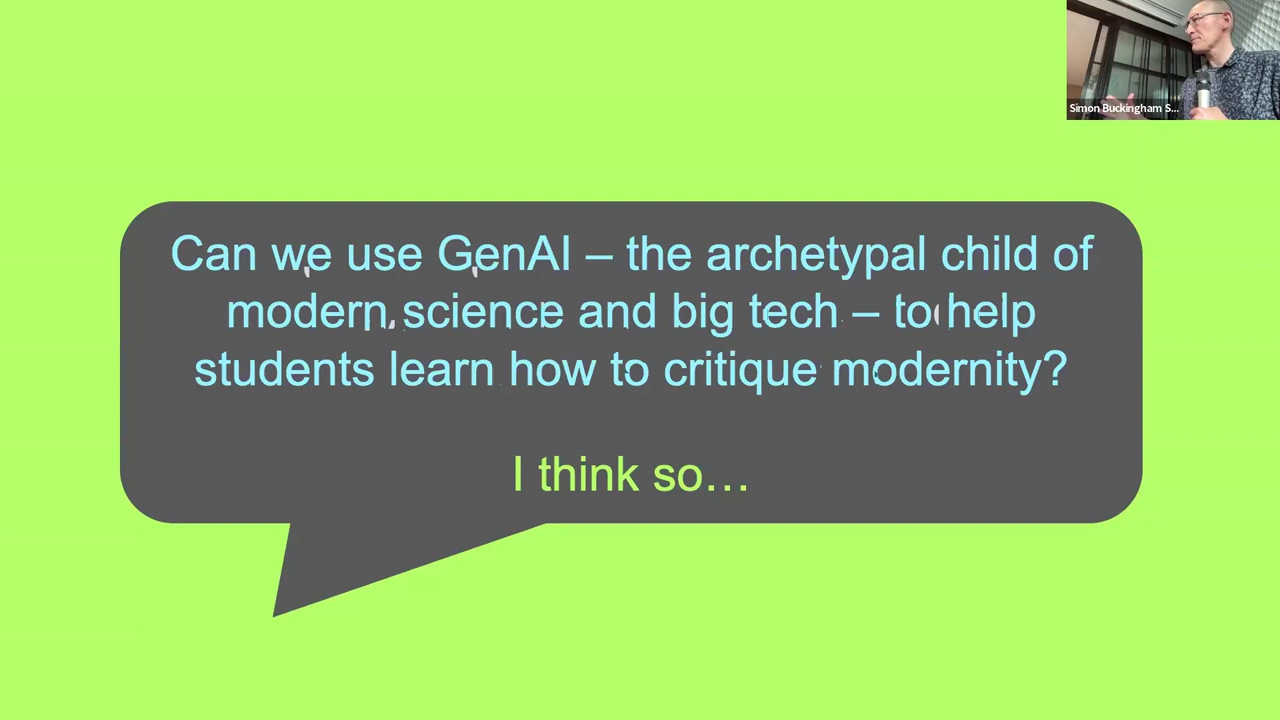 Simon Buckingham S...
Can we use GenAI – the archetypal child of
modern science and big tech – to help
students learn how to critique modernity?
I think so…